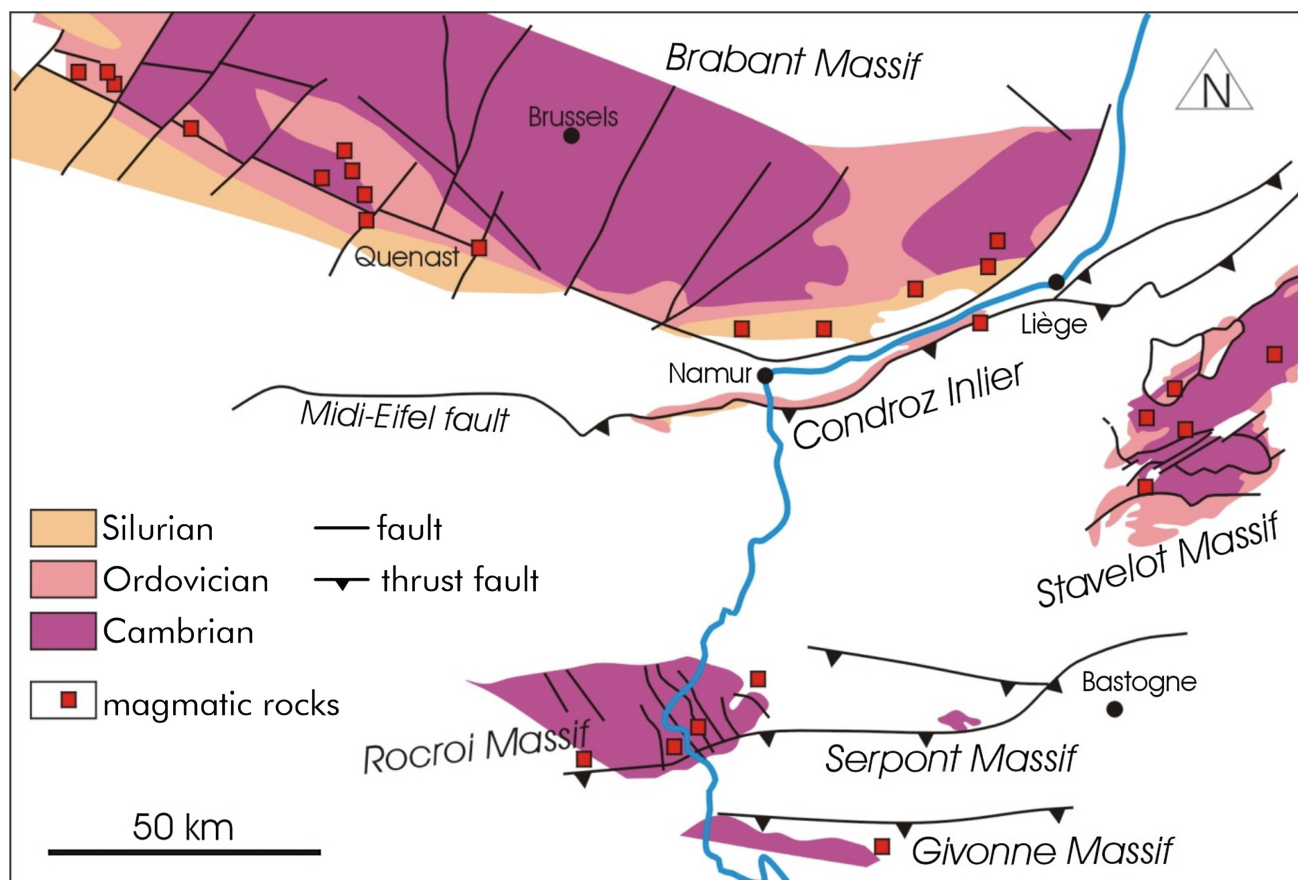 Brabant Massif
N
Brussels
Quenast
Liège
Namur
Condroz Inlier
Midi-Eifel fault
Silurian
fault
Ordovician
thrust fault
Cambrian
magmatic rocks
Stavelot Massif
Bastogne
Rocroi Massif
Serpont Massif
50 km
Givonne Massif